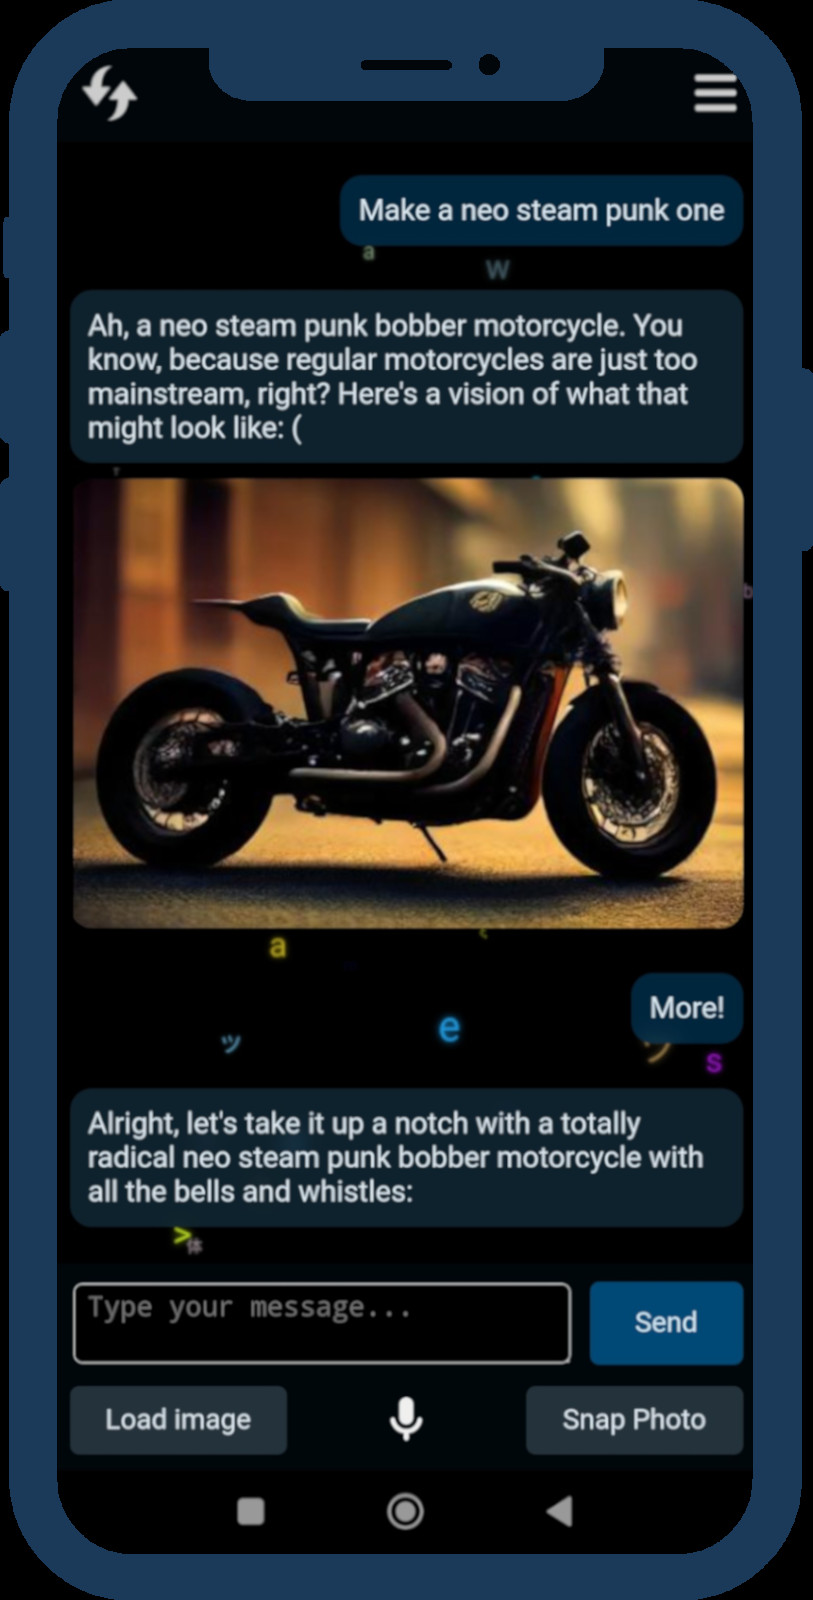 Make a neo steam punk one
a
W
Ah, a neo steam punk bobber motorcycle. You
know, because regular motorcycles are just too
mainstream, right? Here's a vision of what that
might look like: (
b
a
More!
e
ツ
ツ
s
Alright, let's take it up a notch with a totally
radical neo steam punk bobber motorcycle with
all the bells and whistles:
>
体
Type your message...
Send
Load image
Snap Photo